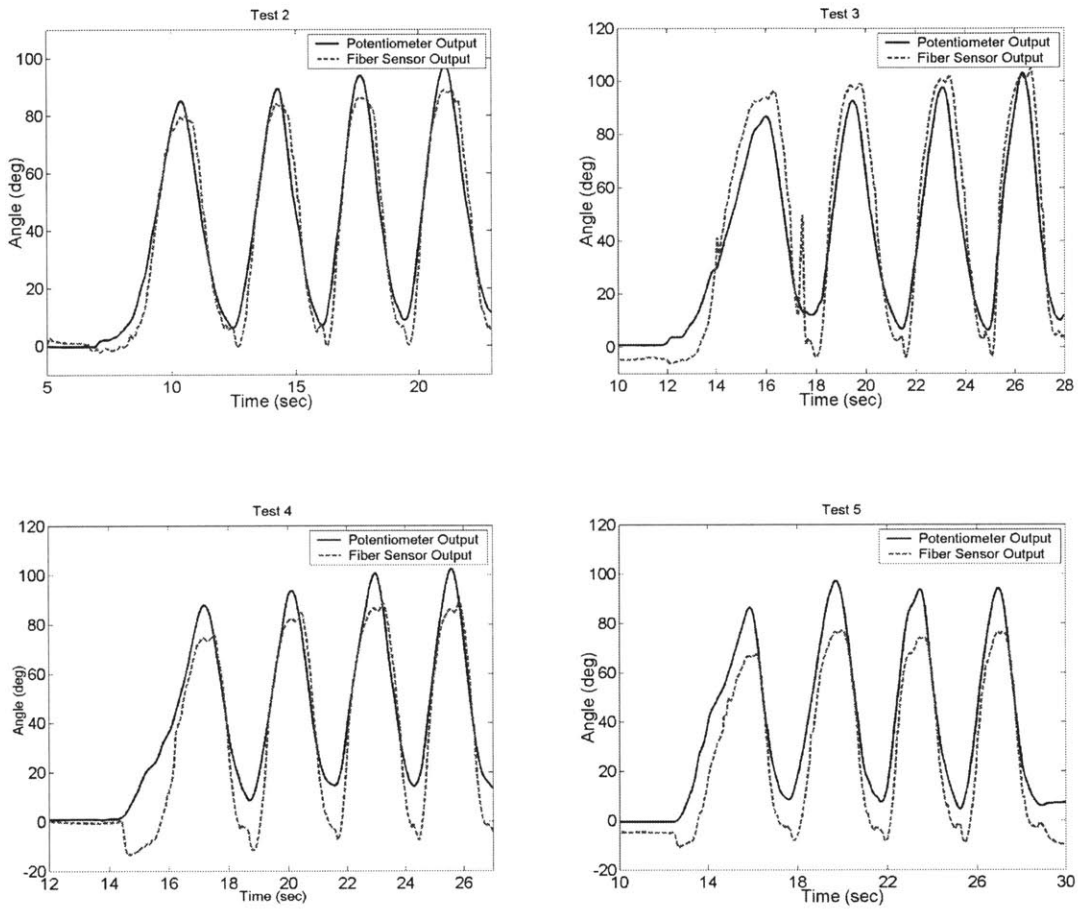 Test 2
Potentiometer Output
Fiber Sensor Output
100
80
60
40
20
0
Angle (deg)
5
10
15
20
Time (sec)
Test 3
Potentiometer Output
Fiber Sensor Output
120
100
80
60
40
20
0
-10
Angle (deg)
10
12
14
16
18
20
22
24
26
28
Time (sec)
Test 4
Potentiometer Output
Fiber Sensor Output
120
100
80
60
40
20
0
-20
Angle (deg)
12
14
16
18
20
22
24
26
Time (sec)
Test 5
Potentiometer Output
Fiber Sensor Output
120
100
80
60
40
20
0
-20
Angle (deg)
10
14
18
22
26
30
Time (sec)